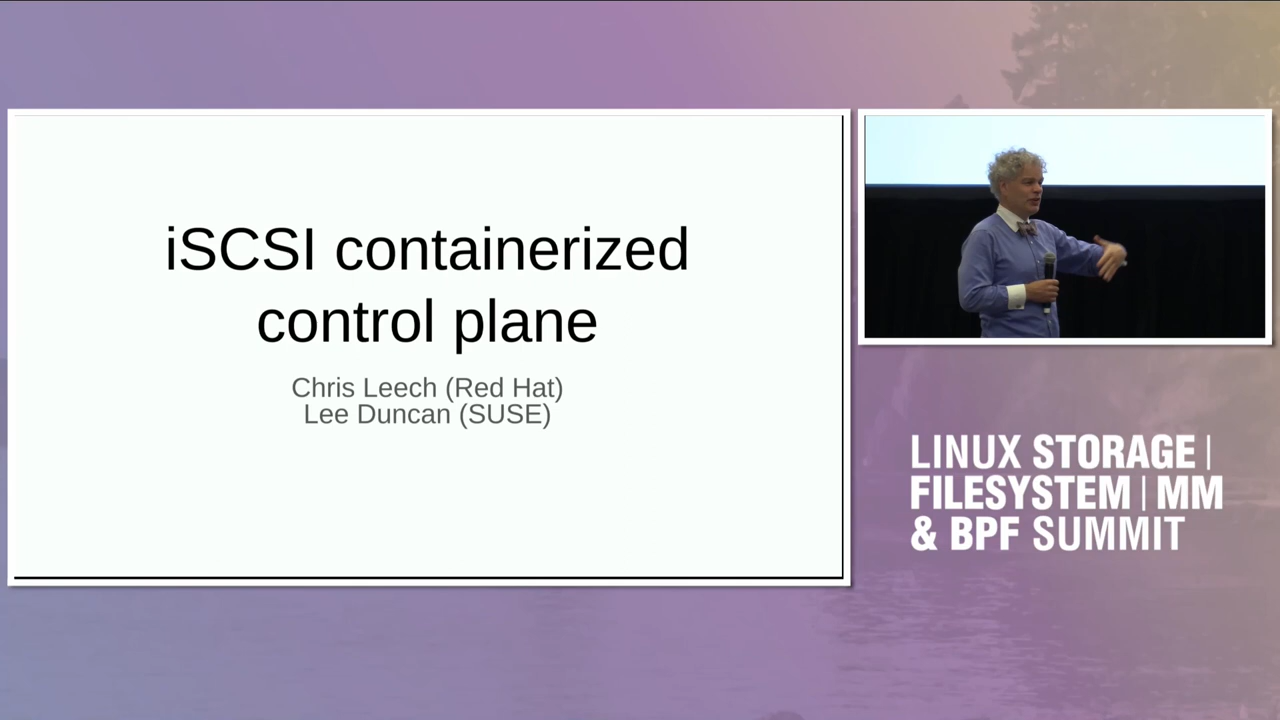 iSCSI containerized
control plane
Chris Leech (Red Hat)
Lee Duncan (SUSE)
LINUX STORAGE |
FILESYSTEM | MM
& BPF SUMMIT